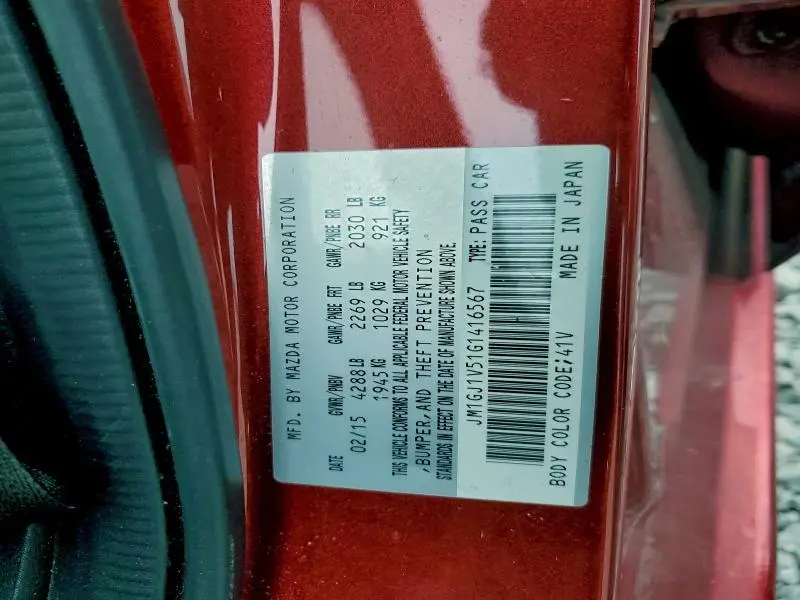 MFD. BY MAZDA MOTOR CORPORATION
DATE GVWR/PNBV GAWR/PNBE FRT GAWR/PNBE RR
02/15 4288LB 2269 LB 2030 LB
1945KG 1029 KG 921 KG
THIS VEHICLE CONFORMS TO ALL APPLICABLE FEDERAL MOTOR VEHICLE SAFETY
,BUMPER,AND THEFT PREVENTION
STANDARDS IN EFFECT ON THE DATE OF MANUFACTURE SHOWN ABOVE.
JM1GJ1V51G1416567 TYPE: PASS CAR
BODY COLOR CODE/41V MADE IN JAPAN